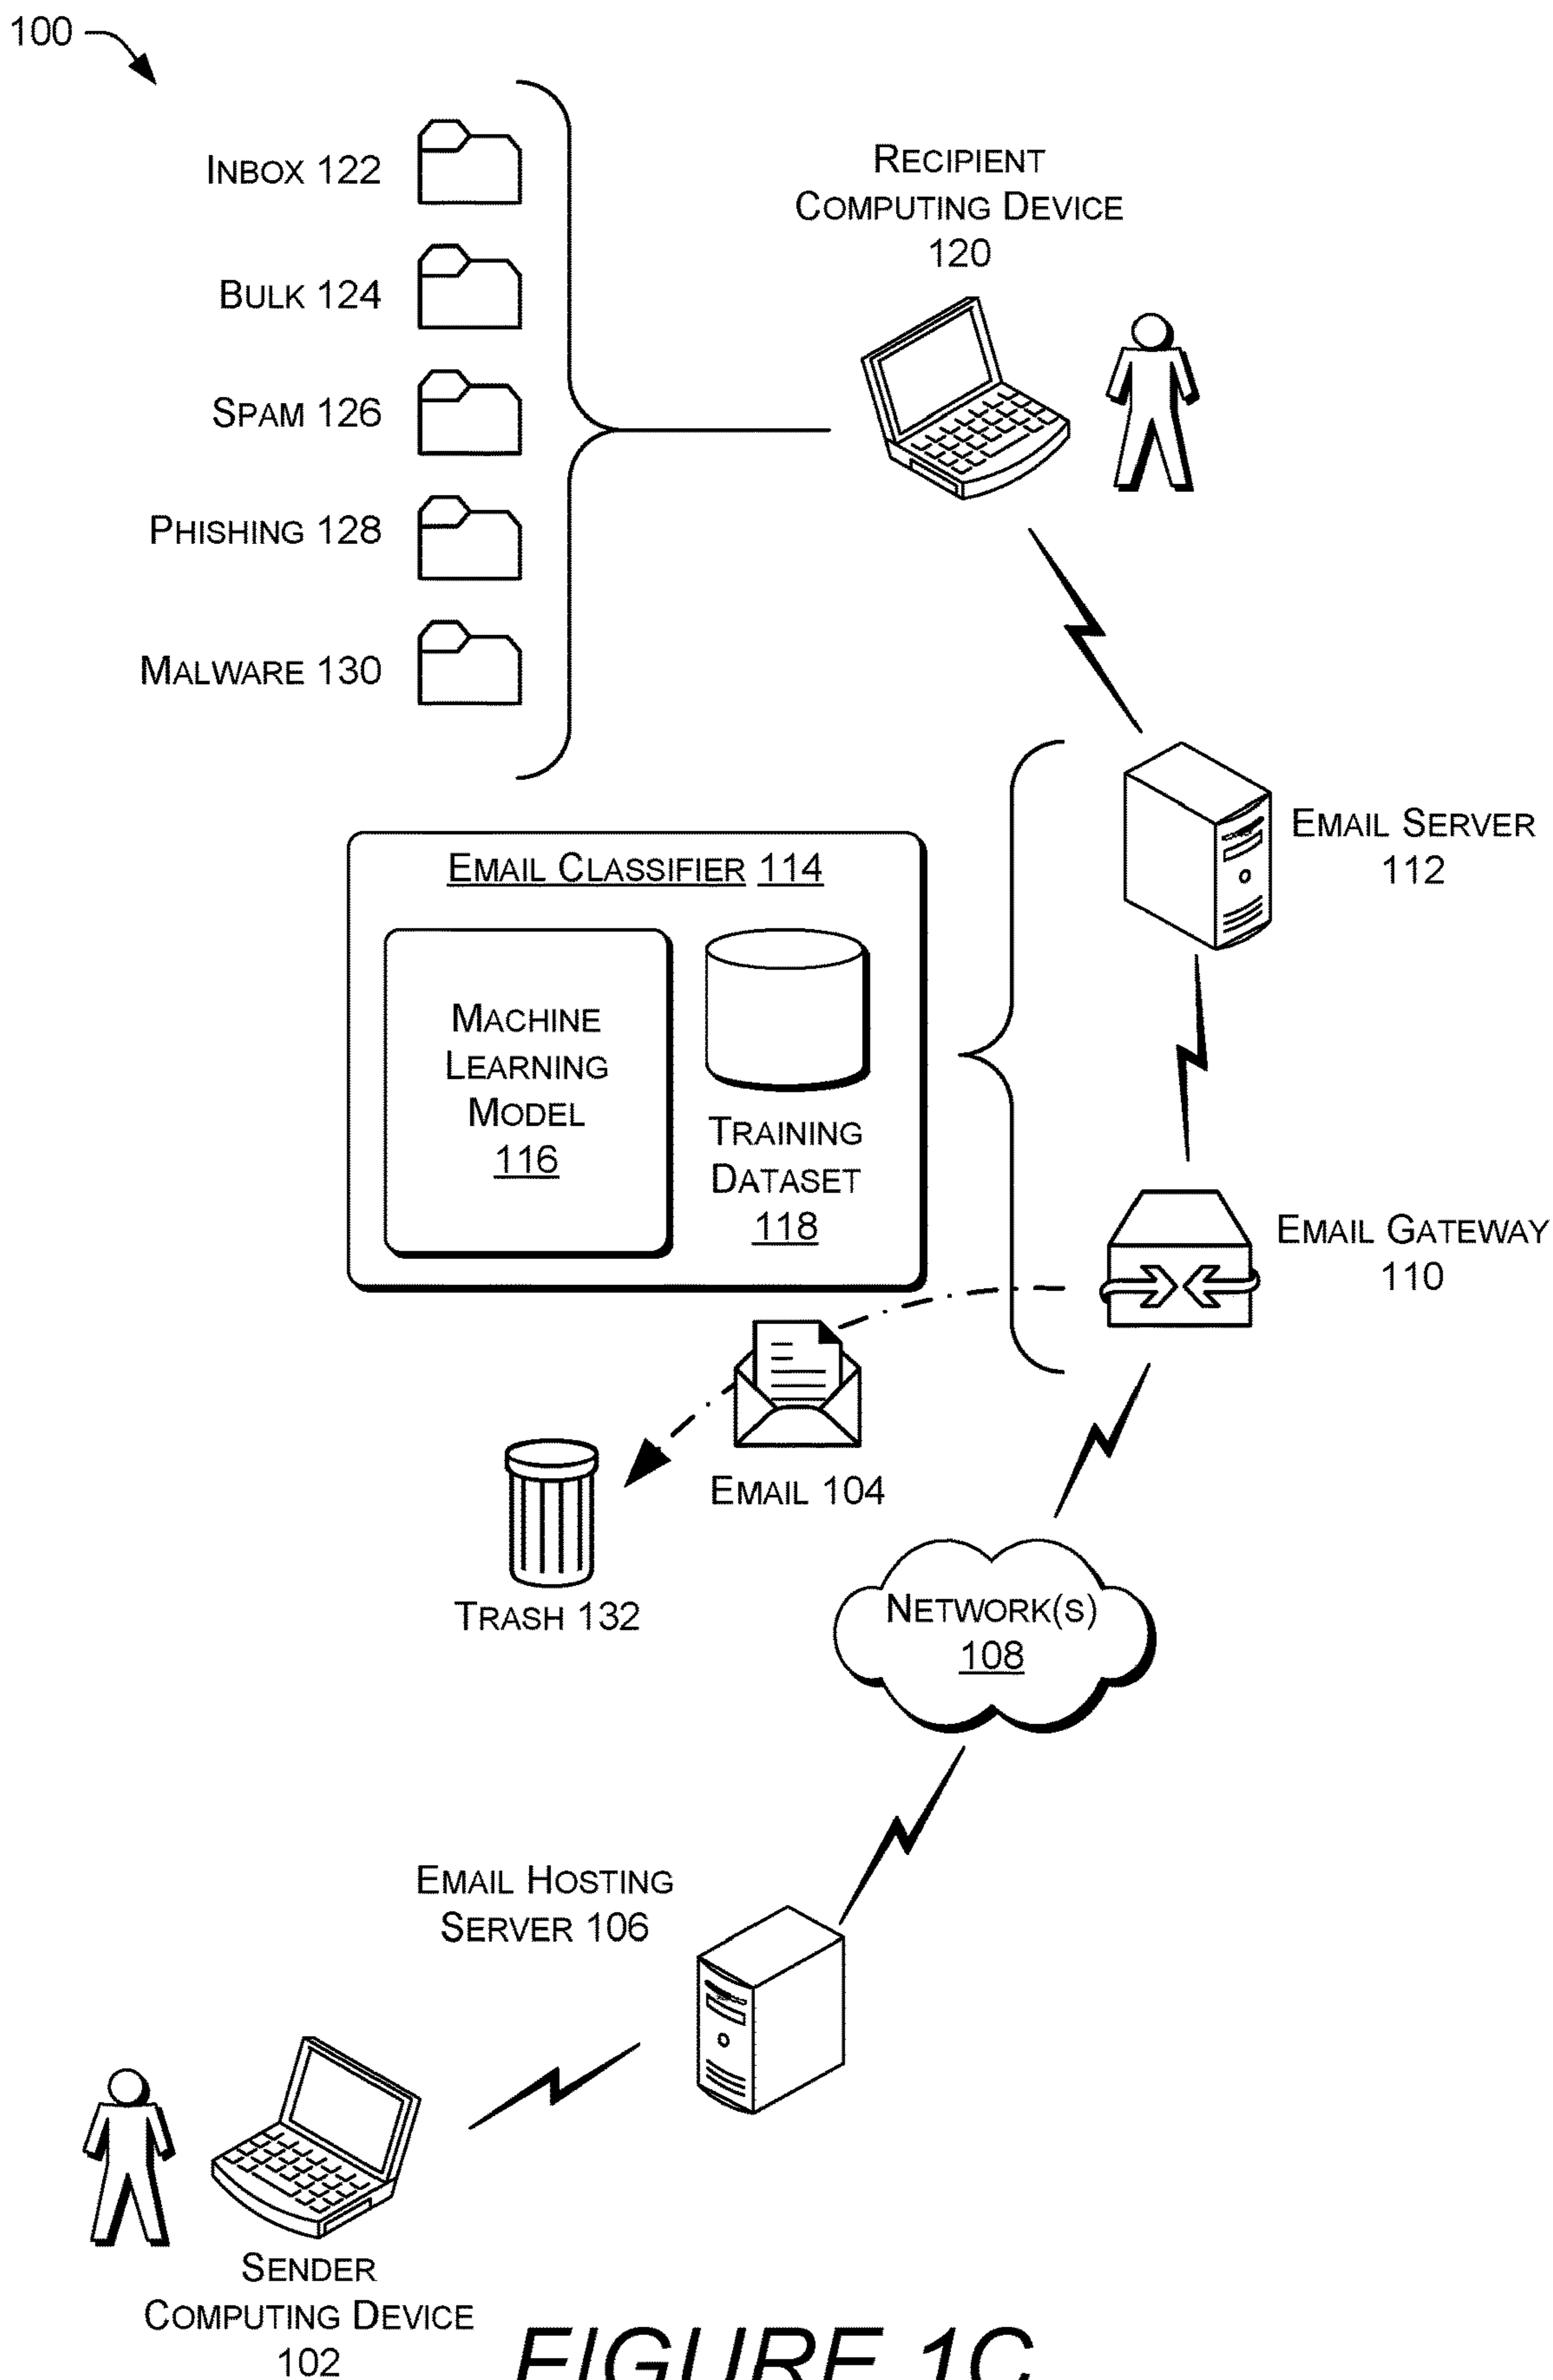 100
INBOX 122
BULK 124
SPAM 126
PHISHING 128
MALWARE 130
RECIPIENT
COMPUTING DEVICE
120
EMAIL SERVER
112
EMAIL CLASSIFIER 114
MACHINE
LEARNING
MODEL
116
TRAINING
DATASET
118
EMAIL GATEWAY
110
EMAIL 104
TRASH 132
NETWORK(S)
108
EMAIL HOSTING
SERVER 106
SENDER
COMPUTING DEVICE
102
FIGURE 1C